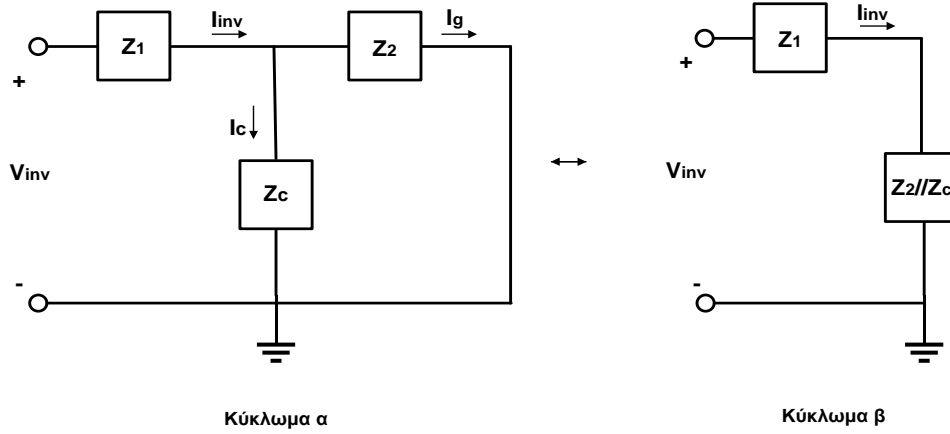 Z1
Iinv
Z2
Ig
+
Ic
Vinv
Zc
-
Κύκλωμα α
Z1
Iinv
+
Vinv
Z2//Zc
-
Κύκλωμα β